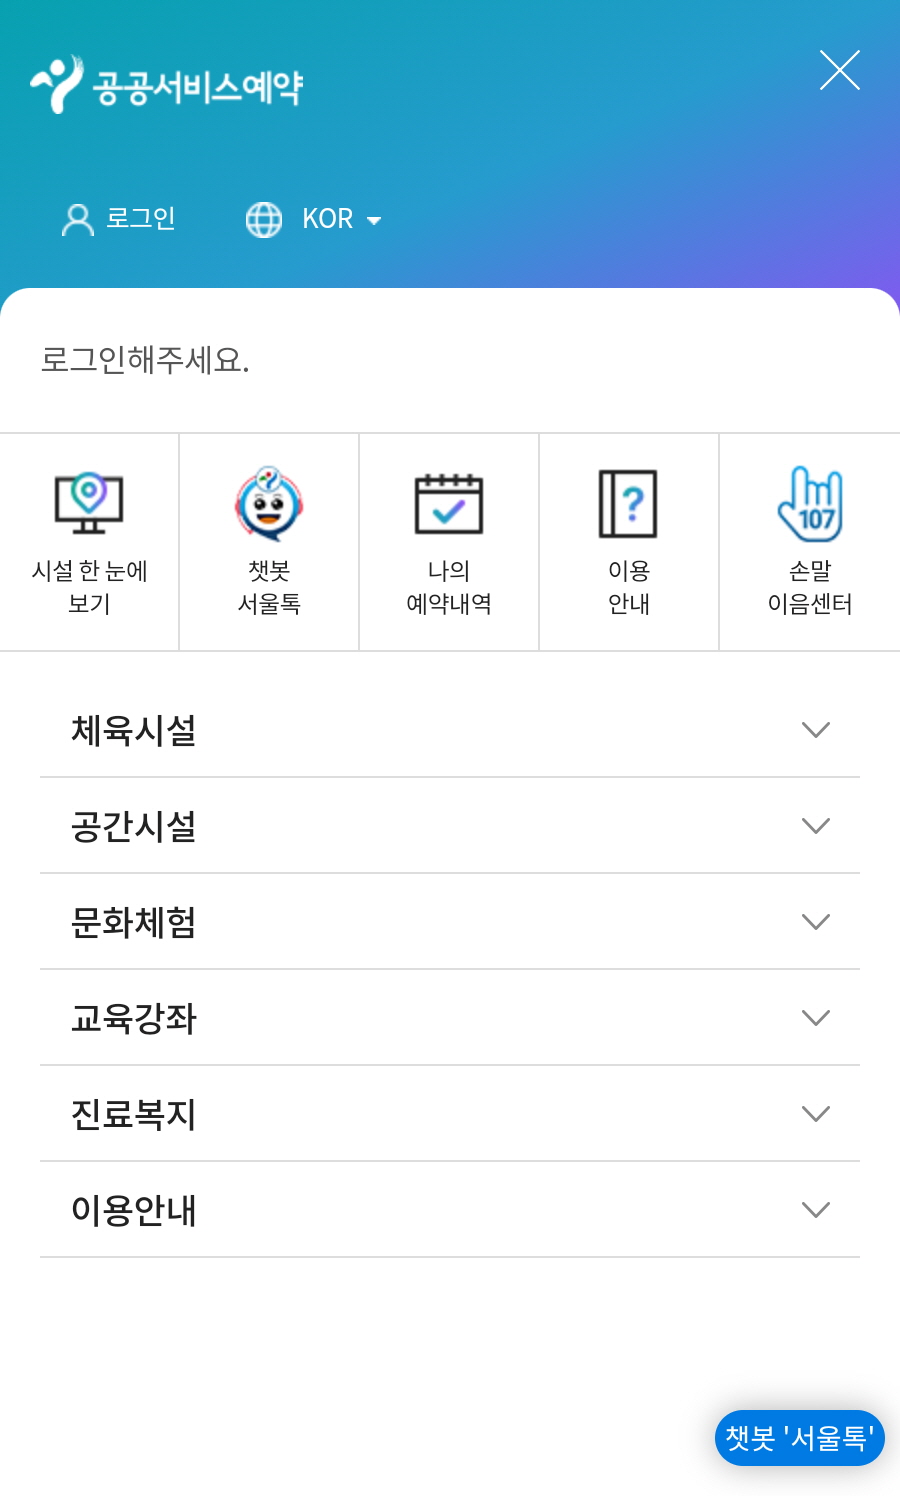 공공서비스예약
로그인 KOR
로그인해주세요.
시설 한 눈에
보기
챗봇
서울톡
나의
예약내역
이용
안내
107
손말
이음센터
체육시설
공간시설
문화체험
교육강좌
진료복지
이용안내
챗봇 '서울톡'